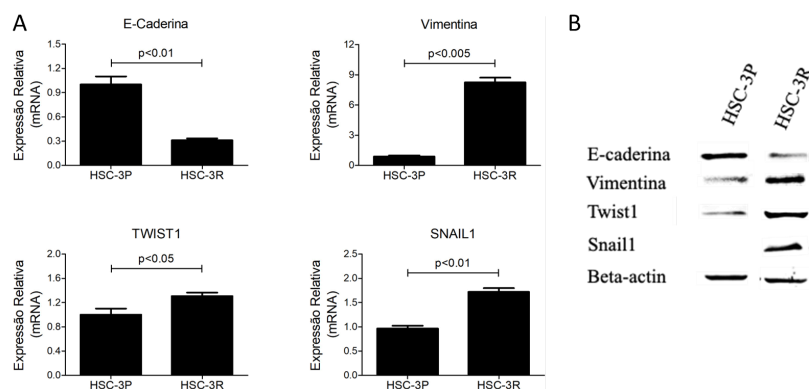 A
E-Caderina
Expressão Relativa
(mRNA)
1.5
1.2
0.9
0.6
0.3
0.0
p<0.01
HSC-3P
HSC-3R
Vimentina
Expressão Relativa
(mRNA)
12
9
6
3
0
p<0.005
HSC-3P
HSC-3R
TWIST1
Expressão Relativa
(mRNA)
2.0
1.6
1.2
0.8
0.4
0.0
p<0.05
HSC-3P
HSC-3R
SNAIL1
Expressão Relativa
(mRNA)
2.5
2.0
1.5
1.0
0.5
0.0
p<0.01
HSC-3P
HSC-3R
B
HSC-3P
HSC-3R
E-caderina
Vimentina
Twist1
Snail1
Beta-actin